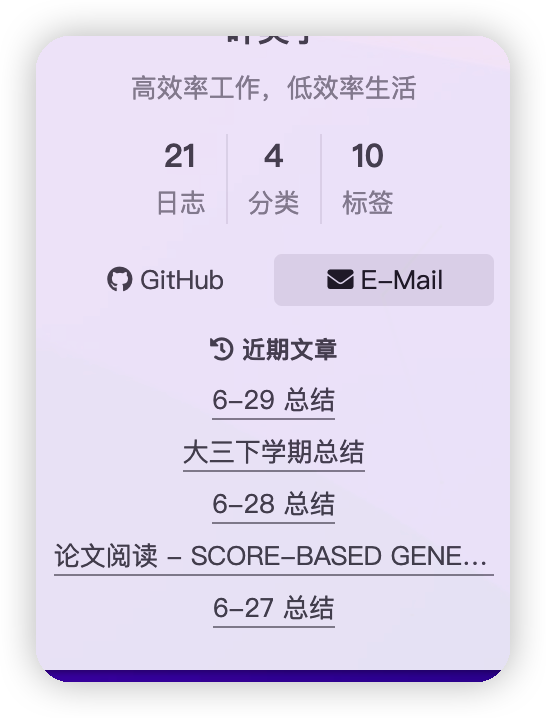 高效率工作，低效率生活
21 4 10
日志 分类 标签
GitHub E-Mail
近期文章
6-29 总结
大三下学期总结
6-28 总结
论文阅读 - SCORE-BASED GENE...
6-27 总结